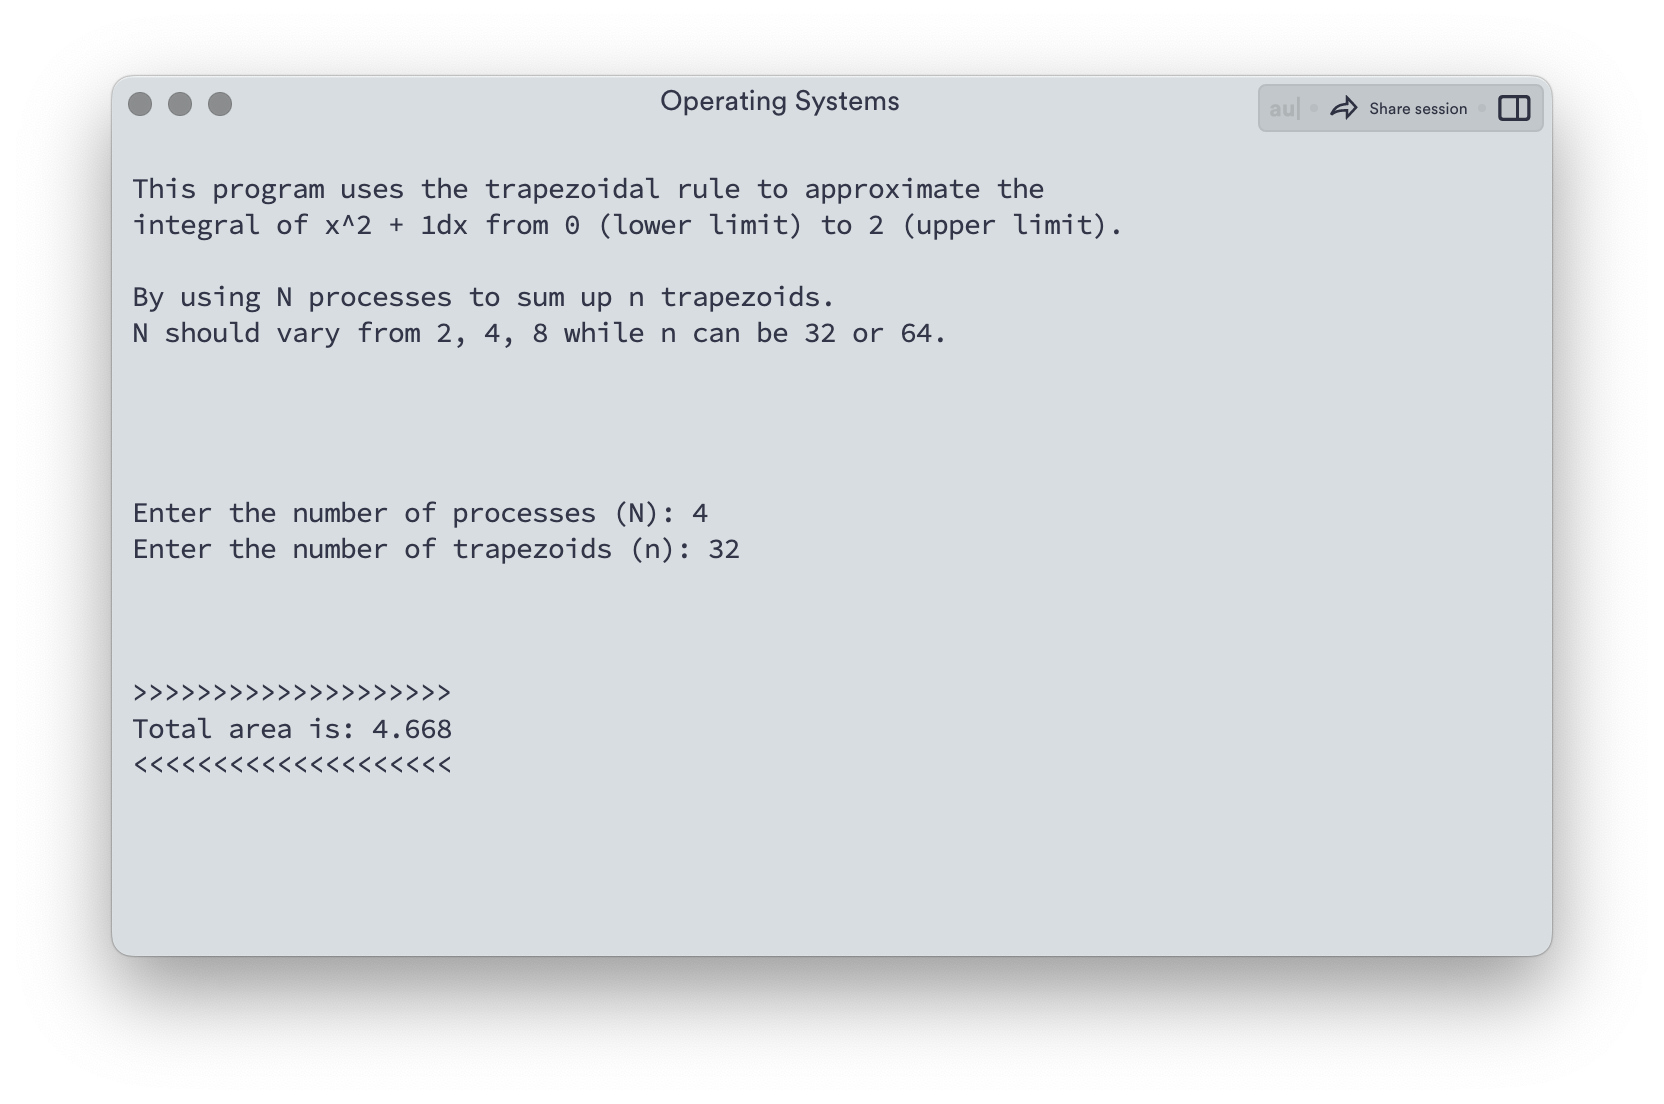 Operating Systems
au|
Share session
This program uses the trapezoidal rule to approximate the
integral of x^2 + 1dx from 0 (lower limit) to 2 (upper limit).
By using N processes to sum up n trapezoids.
N should vary from 2, 4, 8 while n can be 32 or 64.
Enter the number of processes (N): 4
Enter the number of trapezoids (n): 32
>>>>>>>>>>>>>>>>>>>>
Total area is: 4.668
<<<<<<<<<<<<<<<<<<<<